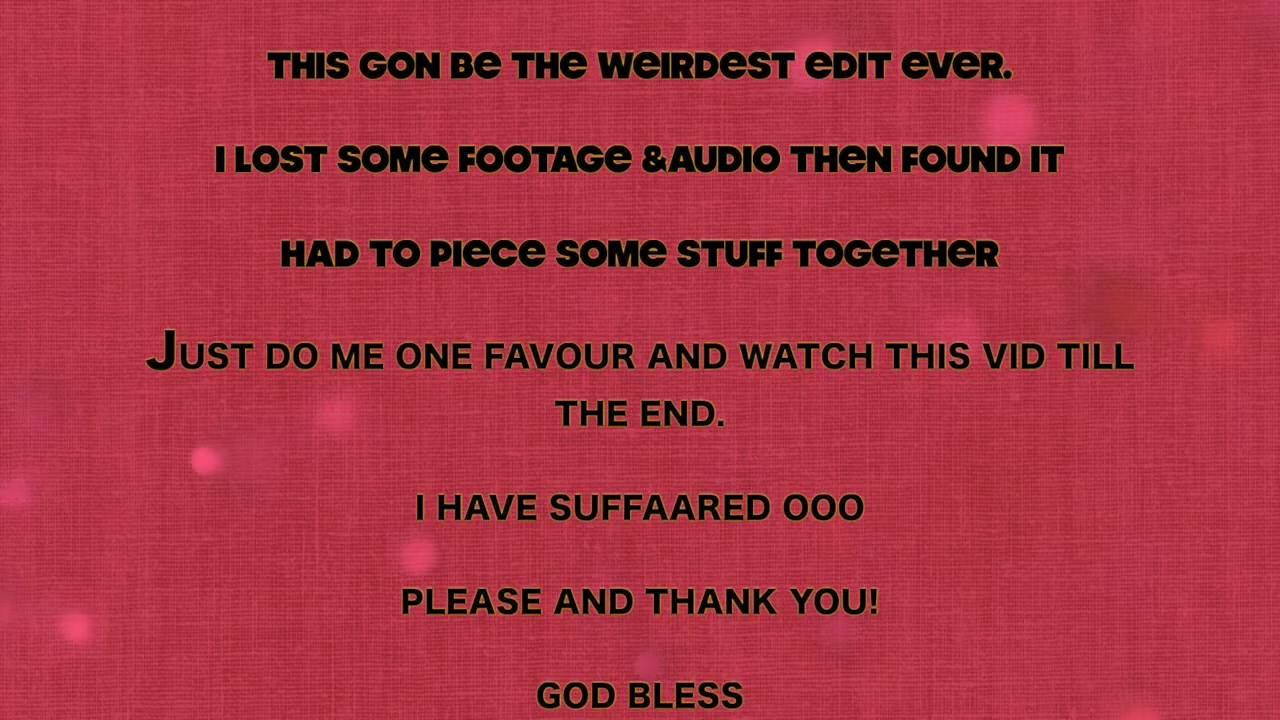 THIS GON Be THe WeIRDeST eDIT eVeR.
I LOST SOMe FOOTAGe &AUDIO THeN FOUND IT
HAD TO PIeCe SOMe STUFF TOGeTHeR
JUST DO ME ONE FAVOUR AND WATCH THIS VID TILL
THE END.
I HAVE SUFFAARED OOO
PLEASE AND THANK YOU!
GOD BLESS